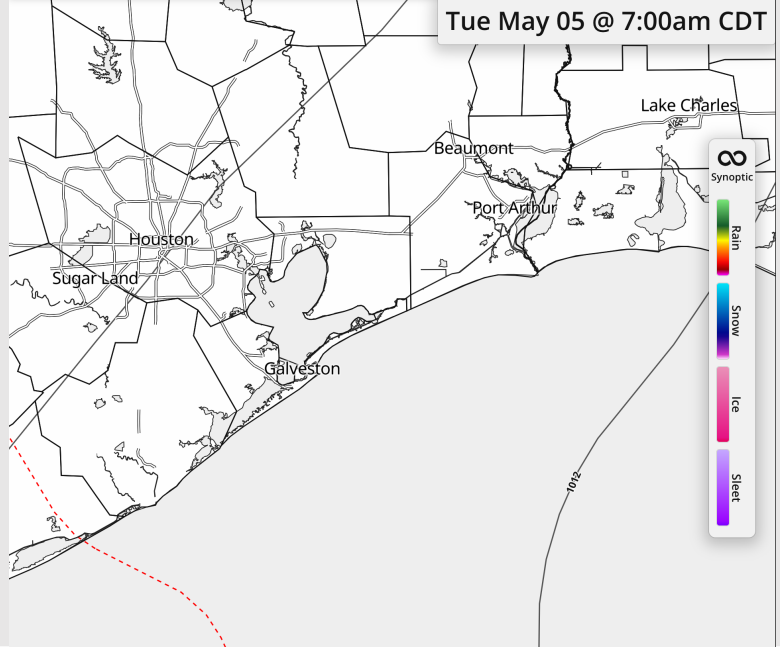 Tue May 05 @ 7:00am CDT
Lake Charles
Beaumont
Synoptic
Port Arthur
Rain
Houston
Sugar Land
Snow
Galveston
Ice
1012
Sleet